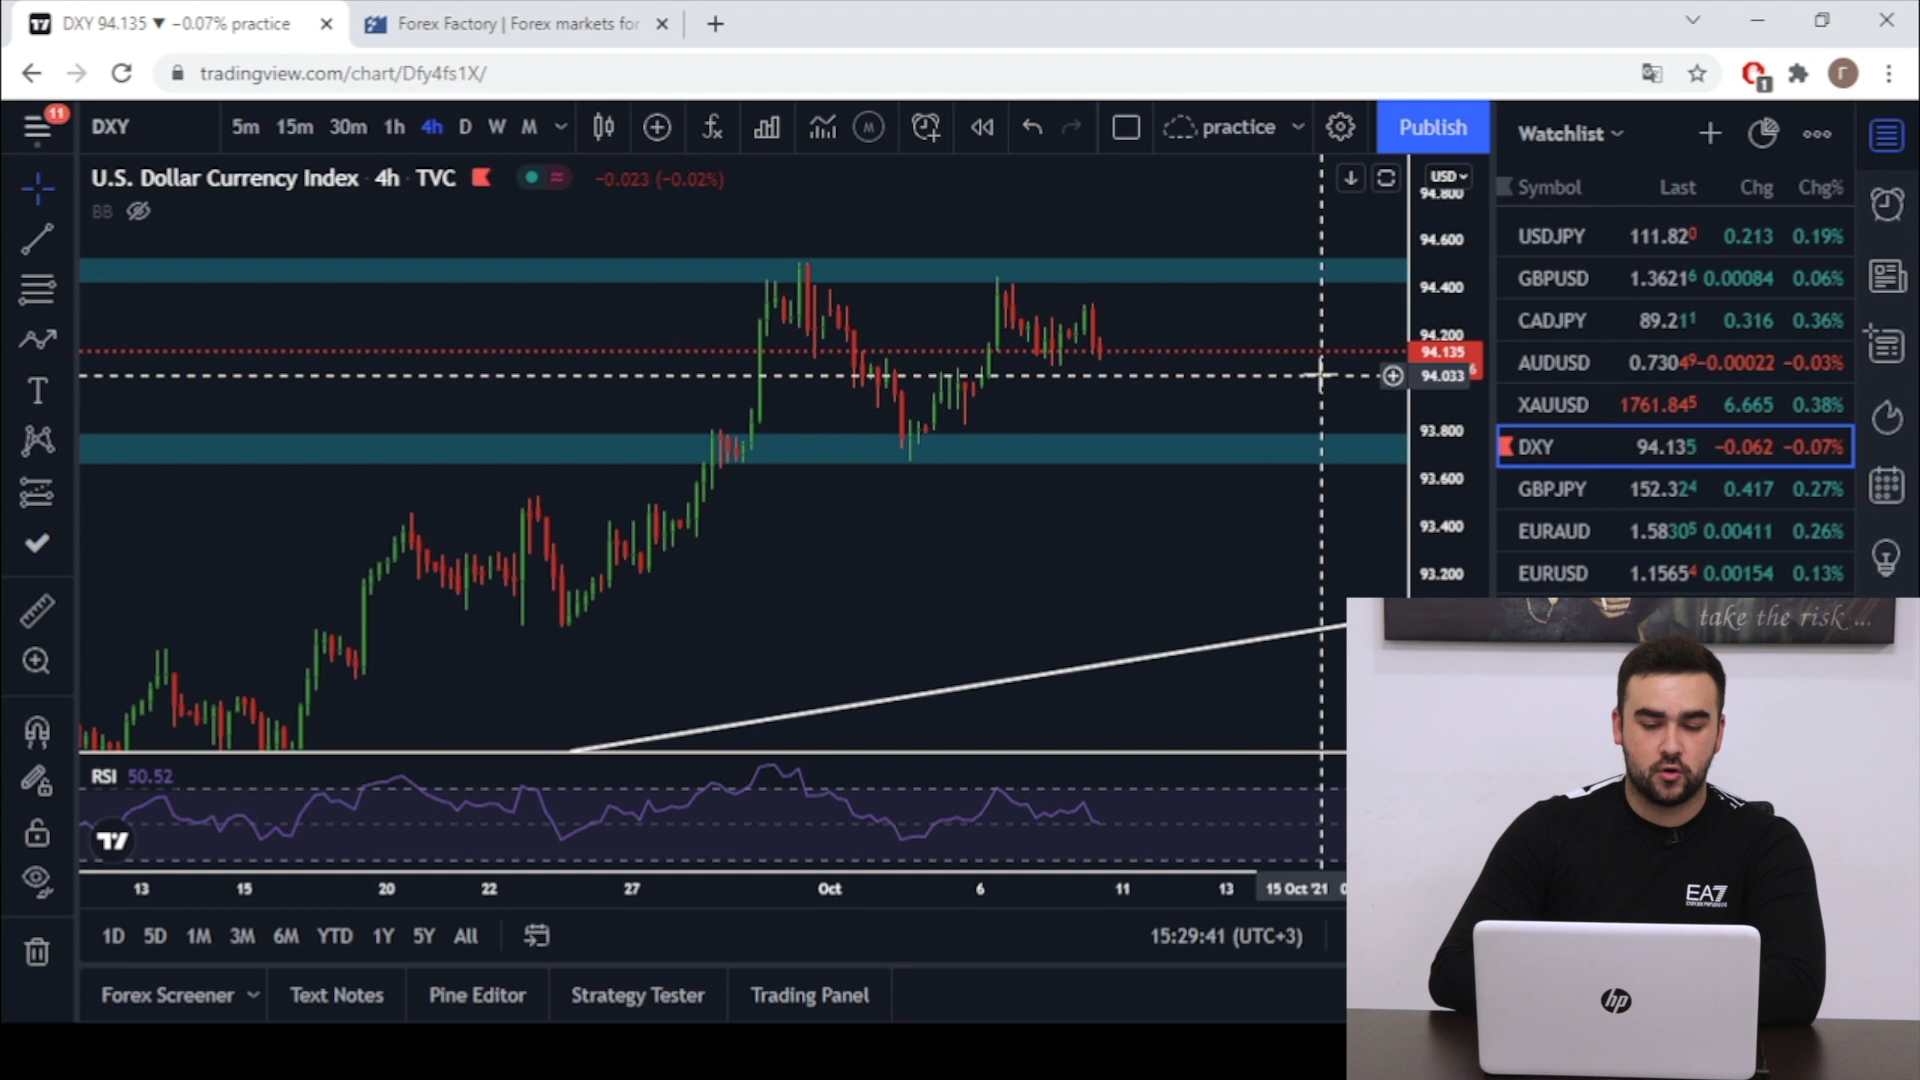 DXY 94.135 ▼ −0.07% practice
Forex Factory | Forex markets for
tradingview.com/chart/Dfy4fs1X/
1
Г
11
DXY
5m 15m 30m 1h 4h D W M
M
practice
Publish
Watchlist
U.S. Dollar Currency Index · 4h · TVC
−0.023 (−0.02%)
BB
USD
94.800
94.600
94.400
94.200
94.135
94.033
93.800
93.600
93.400
93.200
Symbol Last Chg Chg%
USDJPY 111.820 0.213 0.19%
GBPUSD 1.36216 0.00084 0.06%
CADJPY 89.211 0.316 0.36%
AUDUSD 0.73049 −0.00022 −0.03%
XAUUSD 1761.845 6.665 0.38%
DXY 94.135 −0.062 −0.07%
GBPJPY 152.324 0.417 0.27%
EURAUD 1.58305 0.00411 0.26%
EURUSD 1.15654 0.00154 0.13%
take the risk ...
RSI 50.52
13 15 20 22 27 Oct 6 11 13 15 Oct '21
1D 5D 1M 3M 6M YTD 1Y 5Y All
15:29:41 (UTC+3)
Forex Screener
Text Notes
Pine Editor
Strategy Tester
Trading Panel
EA7
EMPORIO ARMANI
hp